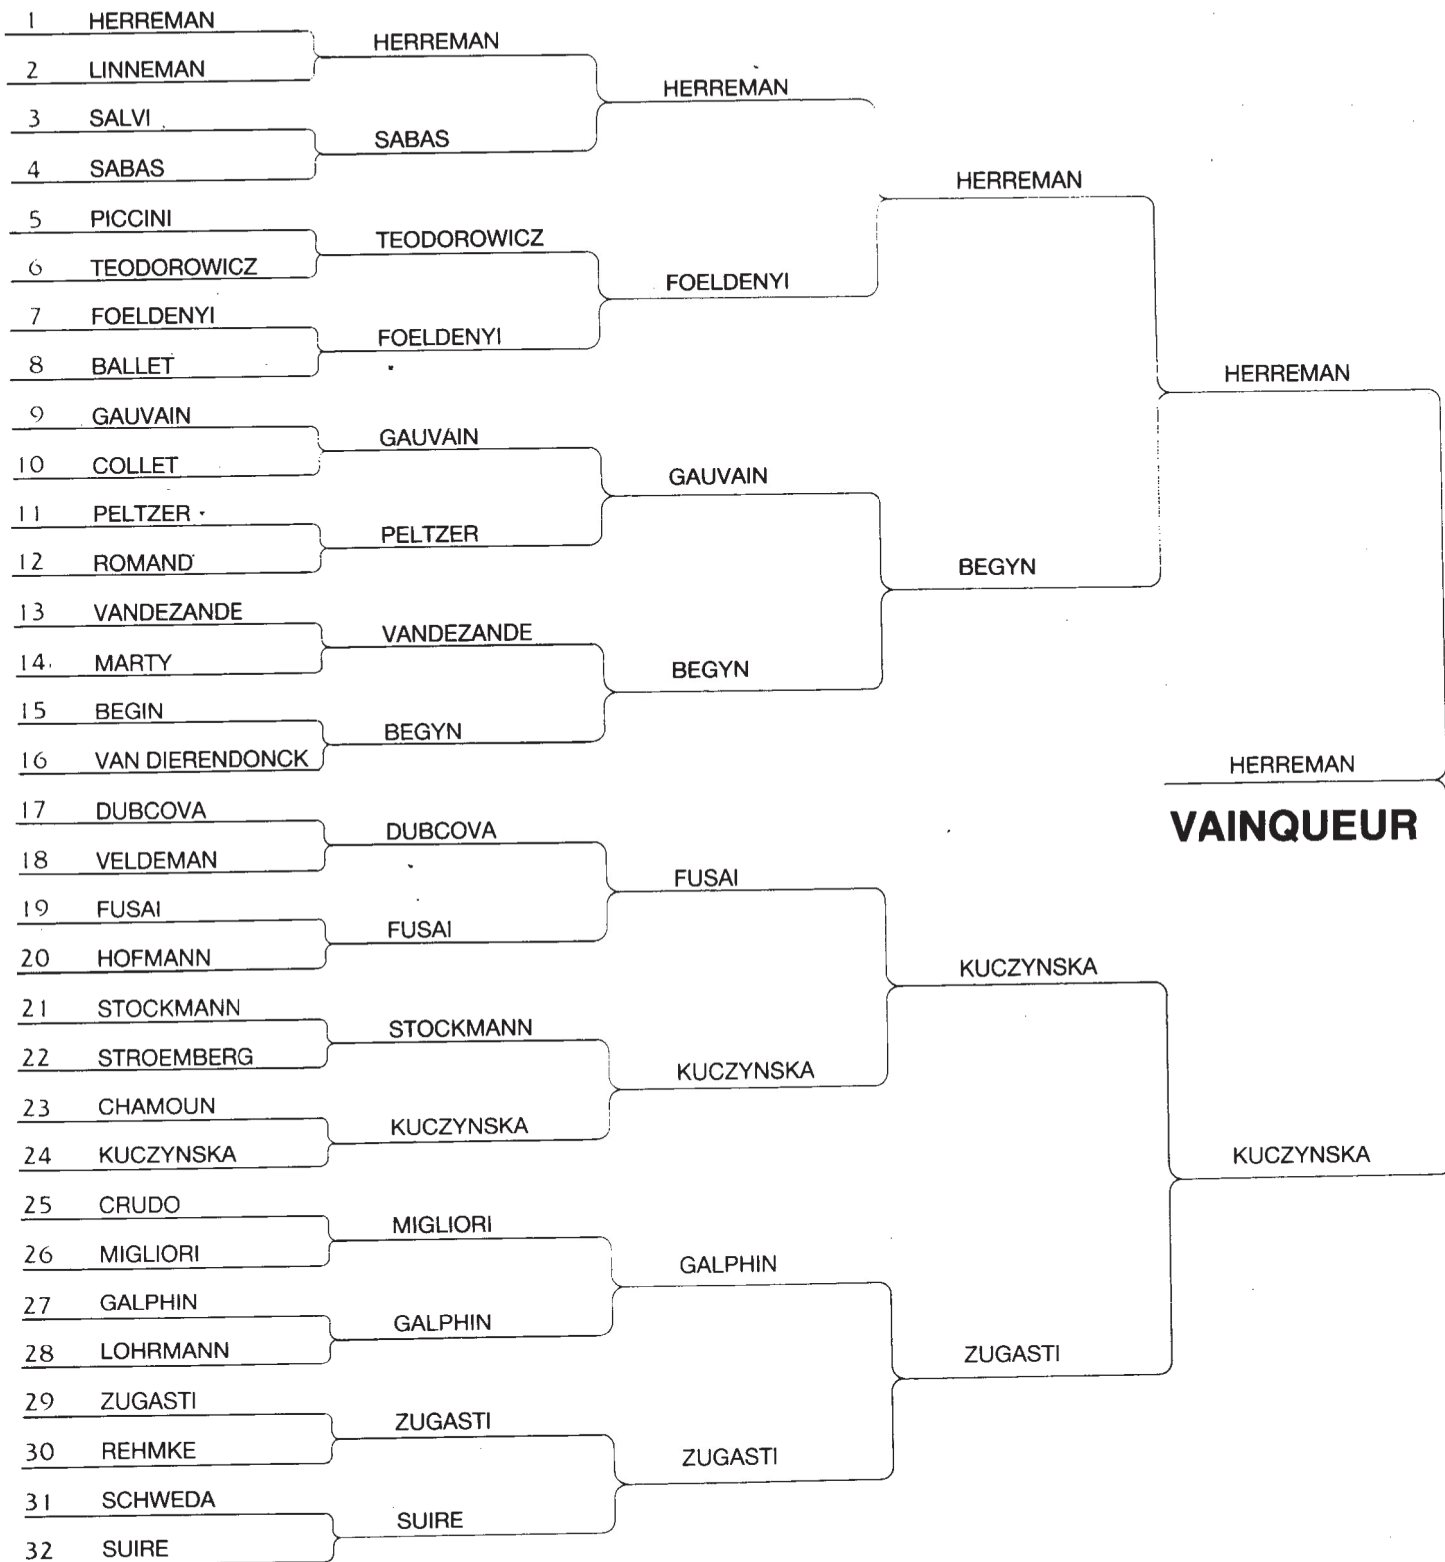 1 HERREMAN
2 LINNEMAN
3 SALVI
4 SABAS
5 PICCINI
6 TEODOROWICZ
7 FOELDENYI
8 BALLET
9 GAUVAIN
10 COLLET
11 PELTZER
12 ROMAND
13 VANDEZANDE
14 MARTY
15 BEGIN
16 VAN DIERENDONCK
17 DUBCOVA
18 VELDEMAN
19 FUSAI
20 HOFMANN
21 STOCKMANN
22 STROEMBERG
23 CHAMOUN
24 KUCZYNSKA
25 CRUDO
26 MIGLIORI
27 GALPHIN
28 LOHRMANN
29 ZUGASTI
30 REHMKE
31 SCHWEDA
32 SUIRE
HERREMAN
SABAS
TEODOROWICZ
FOELDENYI
GAUVAIN
PELTZER
VANDEZANDE
BEGYN
DUBCOVA
FUSAI
STOCKMANN
KUCZYNSKA
MIGLIORI
GALPHIN
ZUGASTI
SUIRE
HERREMAN
FOELDENYI
GAUVAIN
BEGYN
FUSAI
KUCZYNSKA
GALPHIN
ZUGASTI
HERREMAN
BEGYN
KUCZYNSKA
ZUGASTI
HERREMAN
KUCZYNSKA
HERREMAN
VAINQUEUR